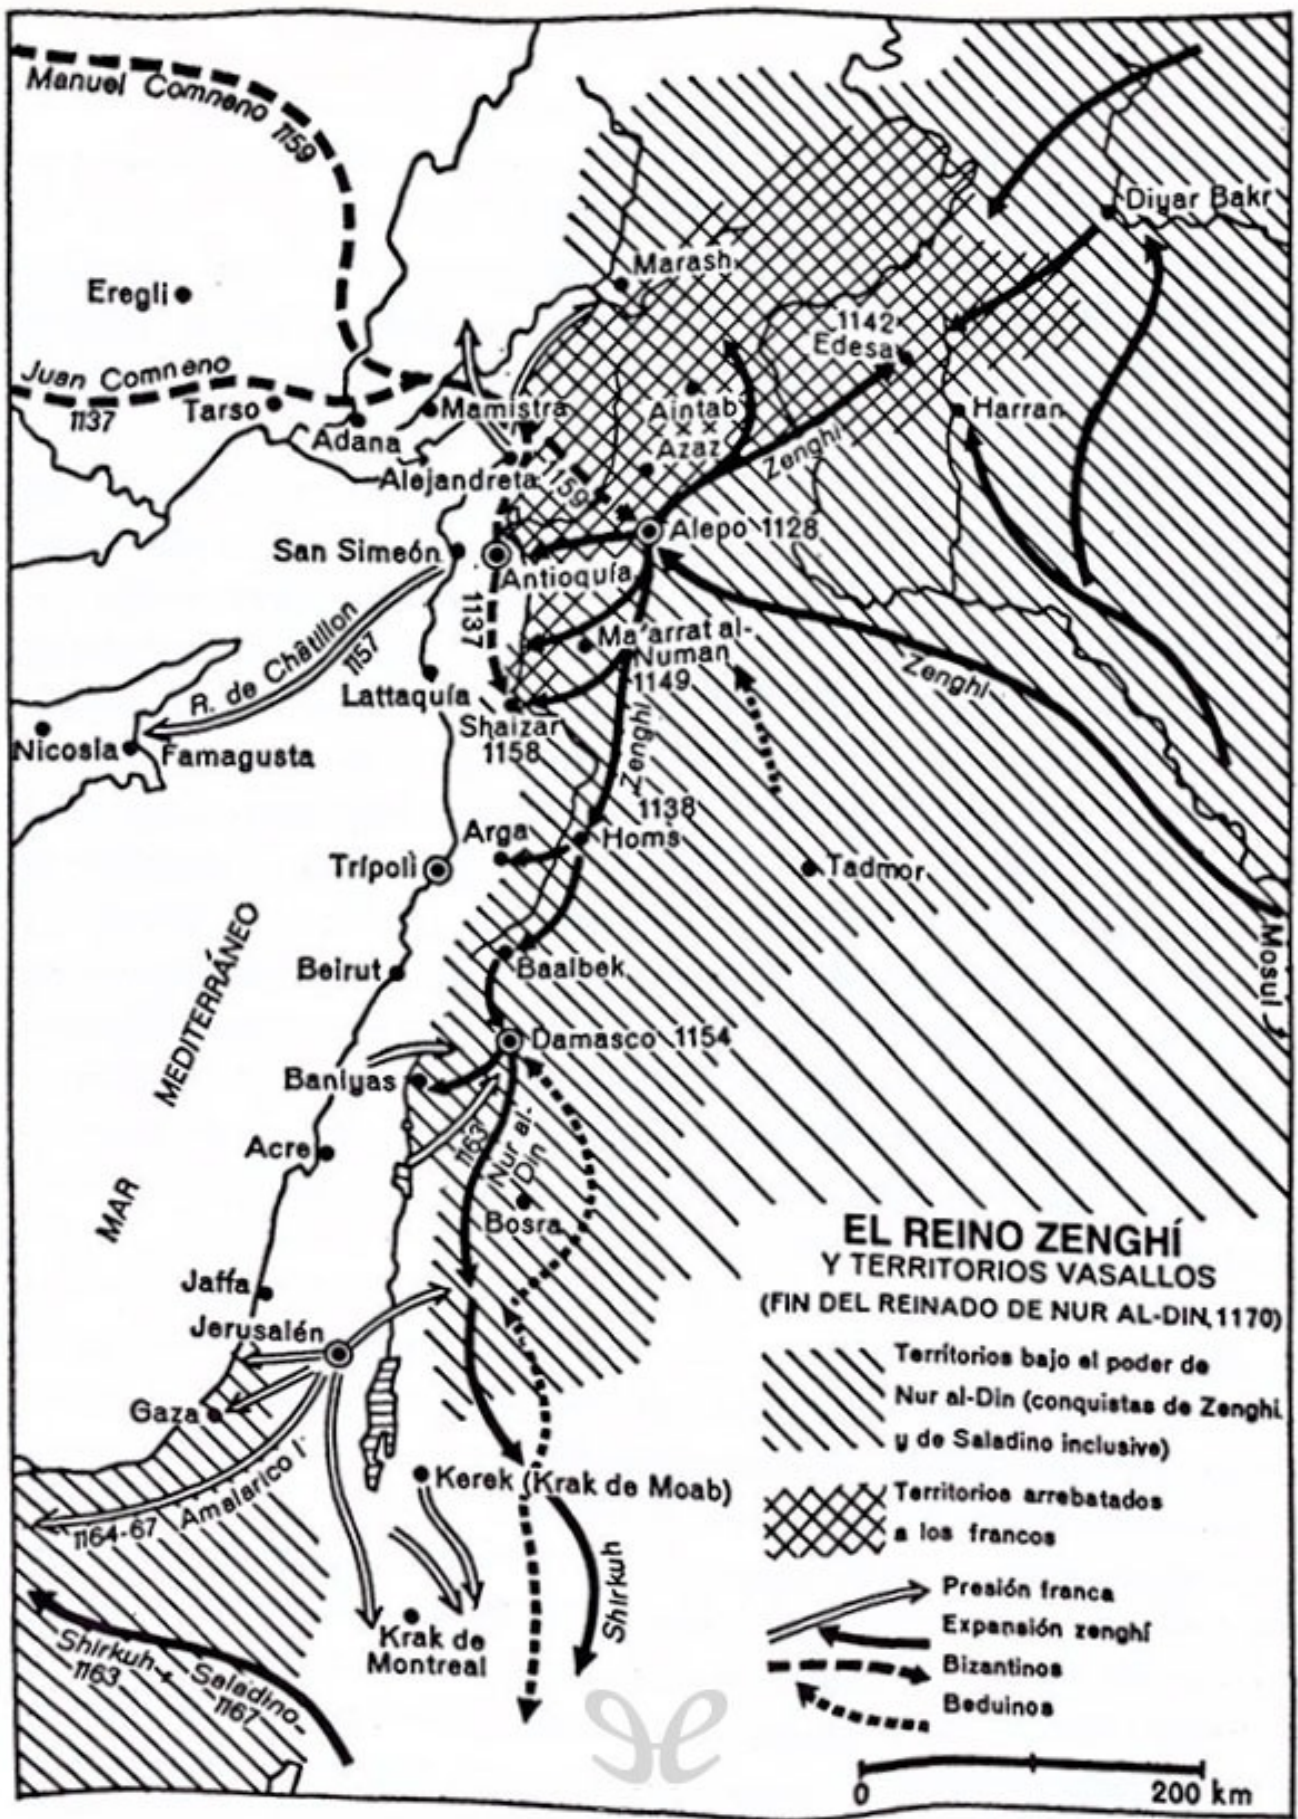 Manuel Comneno 1159
Diyar Bakr
Marash
Eregli
1142
Edesa
Juan Comneno
1137
Tarso
Mamistra
Aintab
Harran
Adana
Azaz
Zenghi
Alejandreta
1159
San Simeón
Alepo 1128
Antioquía
1137
R. de Châtillon
1157
Ma'arrat al-
Numan
1149
Zenghi
Lattaquía
Shaizar
1158
Zenghi
Nicosia
Famagusta
1138
Homs
Arga
Trípoli
Tadmor
Beirut
Baalbek
Mosul
MAR MEDITERRÁNEO
Damasco 1154
Baniyas
1163
Nur al-
Din
Acre
Bosra
Jaffa
Jerusalén
Gaza
Amalarico I
1164-67
Kerek (Krak de Moab)
Shirkuh
Krak de
Montreal
Shirkuh y Saladino
1163 1167
EL REINO ZENGHÍ
Y TERRITORIOS VASALLOS
(FIN DEL REINADO DE NUR AL-DIN, 1170)
Territorios bajo el poder de
Nur al-Din (conquistas de Zenghi
y de Saladino inclusive)
Territorios arrebatados
a los francos
Presión franca
Expansión zenghí
Bizantinos
Beduinos
0 200 km